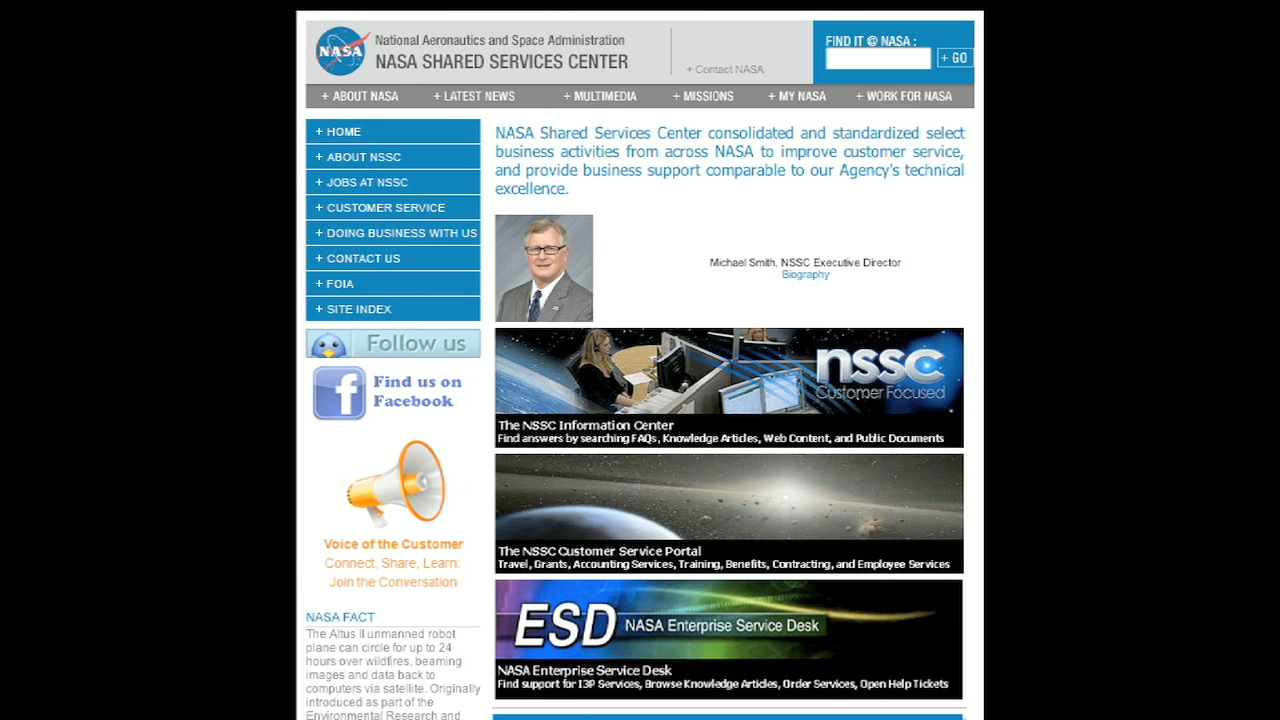 NASA
National Aeronautics and Space Administration
NASA SHARED SERVICES CENTER
+ Contact NASA
FIND IT @ NASA :
+ GO
+ ABOUT NASA
+ LATEST NEWS
+ MULTIMEDIA
+ MISSIONS
+ MY NASA
+ WORK FOR NASA
+ HOME
+ ABOUT NSSC
+ JOBS AT NSSC
+ CUSTOMER SERVICE
+ DOING BUSINESS WITH US
+ CONTACT US
+ FOIA
+ SITE INDEX
Follow us
f
Find us on
Facebook
Voice of the Customer
Connect, Share, Learn:
Join the Conversation
NASA FACT
The Altus II unmanned robot
plane can circle for up to 24
hours over wildfires, beaming
images and data back to
computers via satellite. Originally
introduced as part of the
Environmental Research and
NASA Shared Services Center consolidated and standardized select
business activities from across NASA to improve customer service,
and provide business support comparable to our Agency's technical
excellence.
Michael Smith, NSSC Executive Director
Biography
nssc
Customer Focused
The NSSC Information Center
Find answers by searching FAQs, Knowledge Articles, Web Content, and Public Documents
The NSSC Customer Service Portal
Travel, Grants, Accounting Services, Training, Benefits, Contracting, and Employee Services
ESD NASA Enterprise Service Desk
NASA Enterprise Service Desk
Find support for I3P Services, Browse Knowledge Articles, Order Services, Open Help Tickets